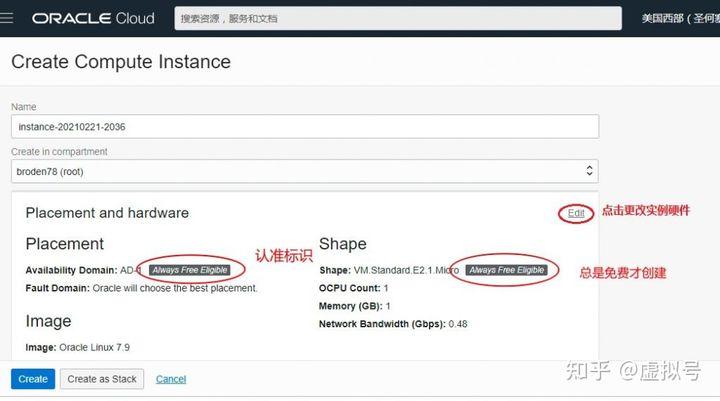 ORACLE Cloud
搜索资源，服务和文档
美国西部（圣何塞
Create Compute Instance
Name
instance-20210221-2036
Create in compartment
broden78 (root)
Placement and hardware
Edit
点击更改实例硬件
Placement
认准标识
Shape
Availability Domain: AD-1 Always Free Eligible
Shape: VM.Standard.E2.1.Micro Always Free Eligible
总是免费才创建
Fault Domain: Oracle will choose the best placement.
OCPU Count: 1
Memory (GB): 1
Image
Network Bandwidth (Gbps): 0.48
Image: Oracle Linux 7.9
Create
Create as Stack
Cancel
知乎 @虚拟号